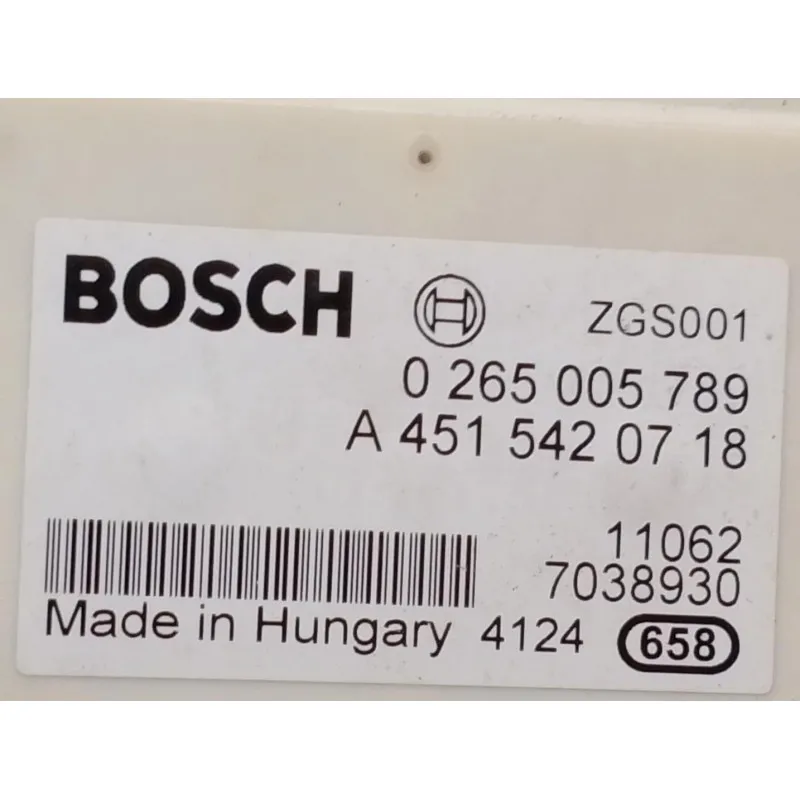 BOSCH ZGS001
0 265 005 789
A 451 542 07 18
11062
7038930
Made in Hungary 4124 658